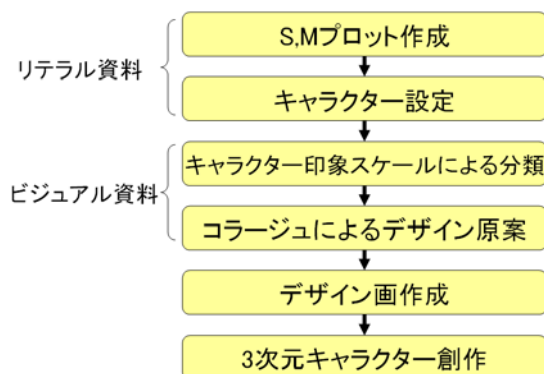 S,Mプロット作成
リテラル資料
キャラクター設定
キャラクター印象スケールによる分類
ビジュアル資料
コラージュによるデザイン原案
デザイン画作成
3次元キャラクター創作